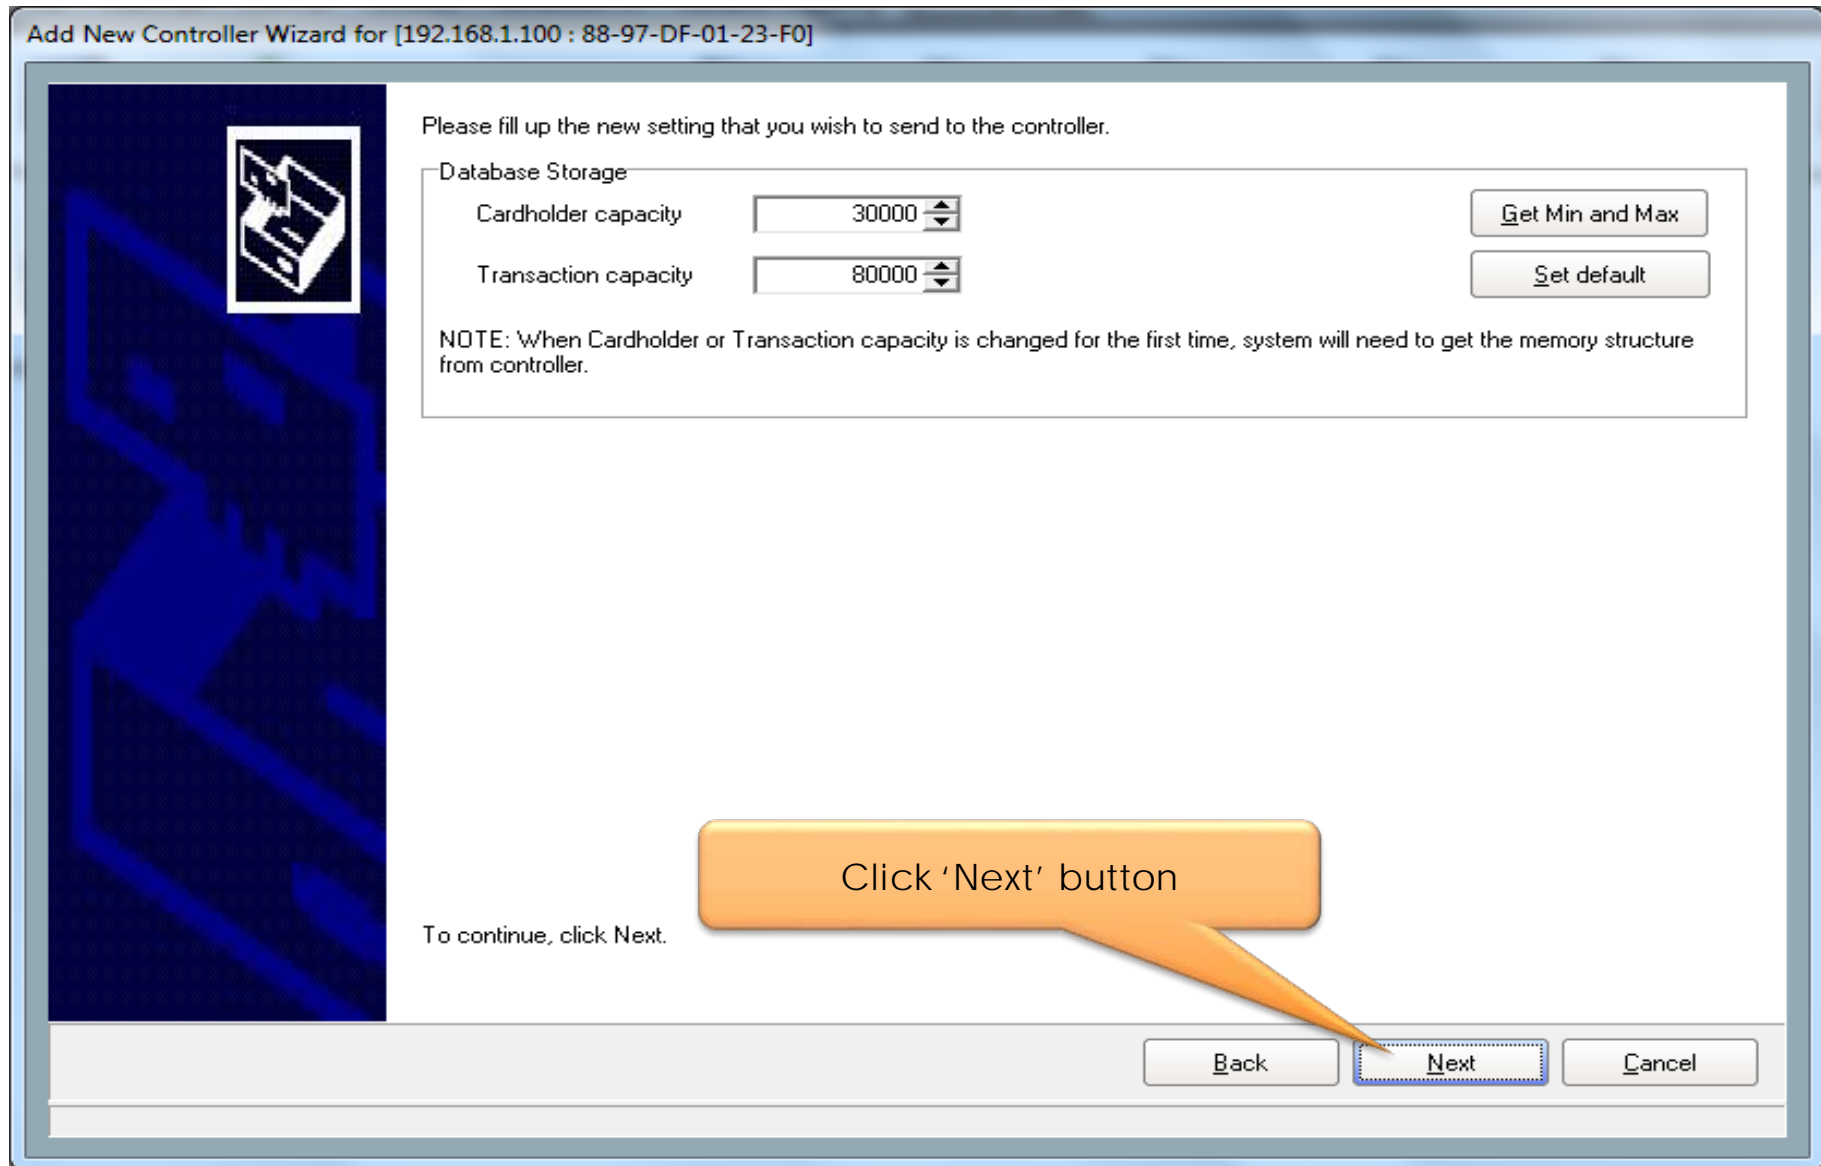 Add New Controller Wizard for [192.168.1.100 : 88-97-DF-01-23-F0]
Please fill up the new setting that you wish to send to the controller.
Database Storage
Cardholder capacity 30000 Get Min and Max
Transaction capacity 80000 Set default
NOTE: When Cardholder or Transaction capacity is changed for the first time, system will need to get the memory structure
from controller.
Click ‘Next’ button
To continue, click Next.
Back Next Cancel